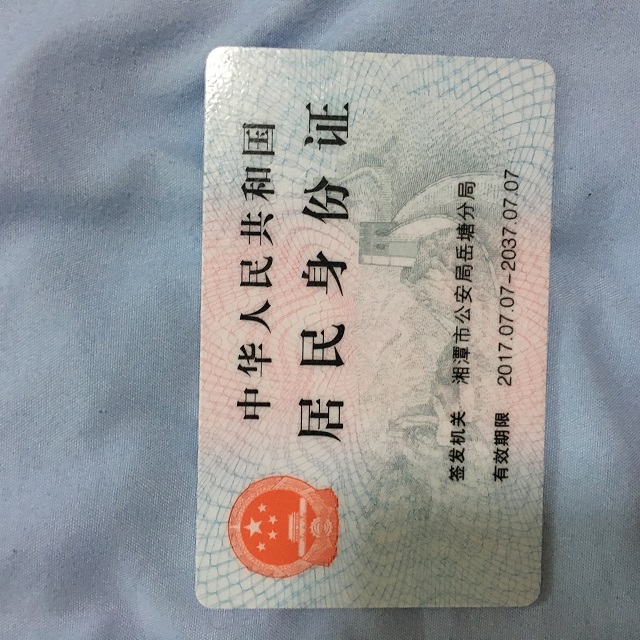 中华人民共和国
居民身份证
签发机关 湘潭市公安局岳塘分局
有效期限 2017.07.07-2037.07.07